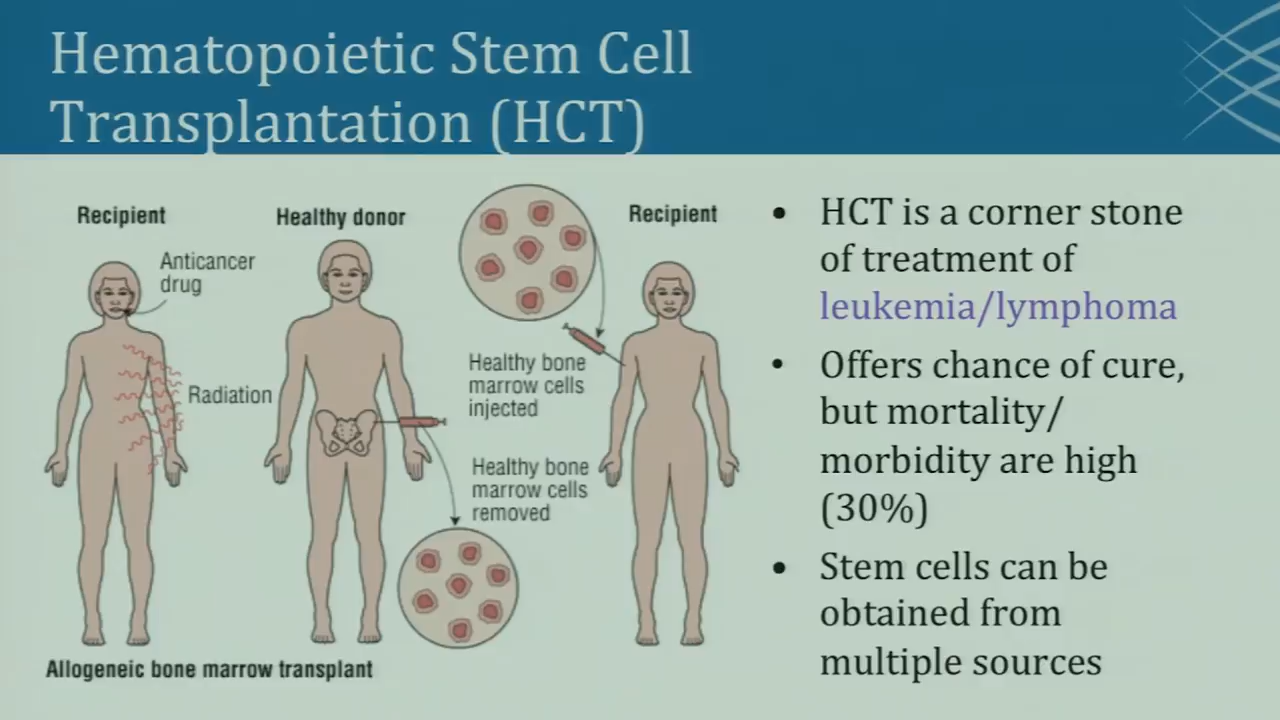 Hematopoietic Stem Cell
Transplantation (HCT)
Recipient
Healthy donor
Recipient
Anticancer
drug
Radiation
Healthy bone
marrow cells
injected
Healthy bone
marrow cells
removed
Allogeneic bone marrow transplant
• HCT is a corner stone
of treatment of
leukemia/lymphoma
• Offers chance of cure,
but mortality/
morbidity are high
(30%)
• Stem cells can be
obtained from
multiple sources